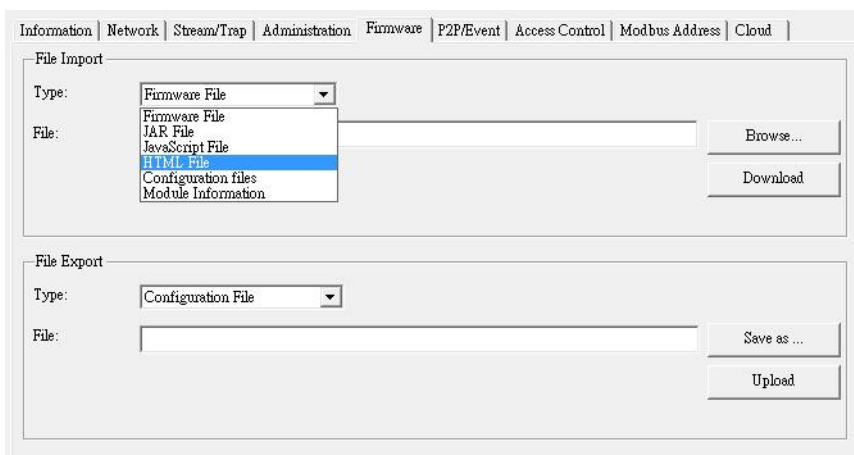 Information | Network | Stream/Trap | Administration | Firmware | P2P/Event | Access Control | Modbus Address | Cloud
File Import
Type: Firmware File
Firmware File
File: JAR File Browse...
JavaScript File
HTML File
Configuration files Download
Module Information
File Export
Type: Configuration File
File: Save as ...
Upload